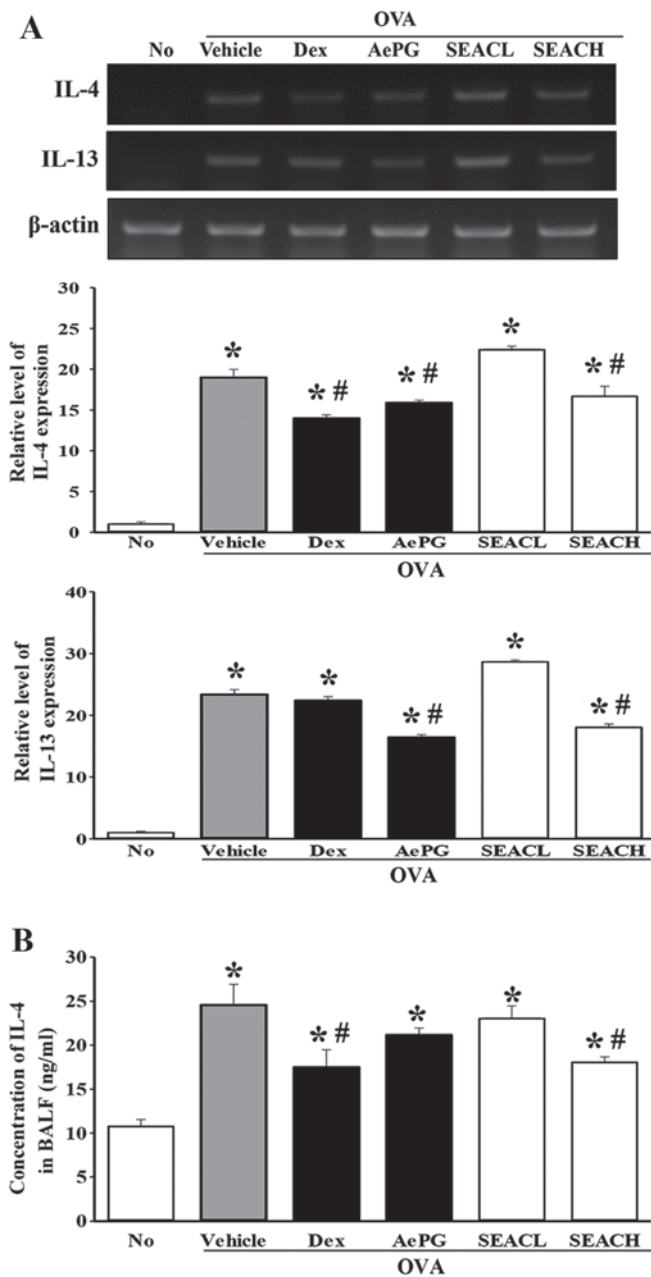 A
OVA
No Vehicle Dex AePG SEACL SEACH
IL-4
IL-13
β-actin
Relative level of
IL-4 expression
30
25
20
15
10
5
0
* *# *# * *#
No Vehicle Dex AePG SEACL SEACH
OVA
Relative level of
IL-13 expression
40
30
20
10
0
* * *# * *#
No Vehicle Dex AePG SEACL SEACH
OVA
B
Concentration of IL-4
in BALF (ng/ml)
30
25
20
15
10
5
0
* *# * * *#
No Vehicle Dex AePG SEACL SEACH
OVA